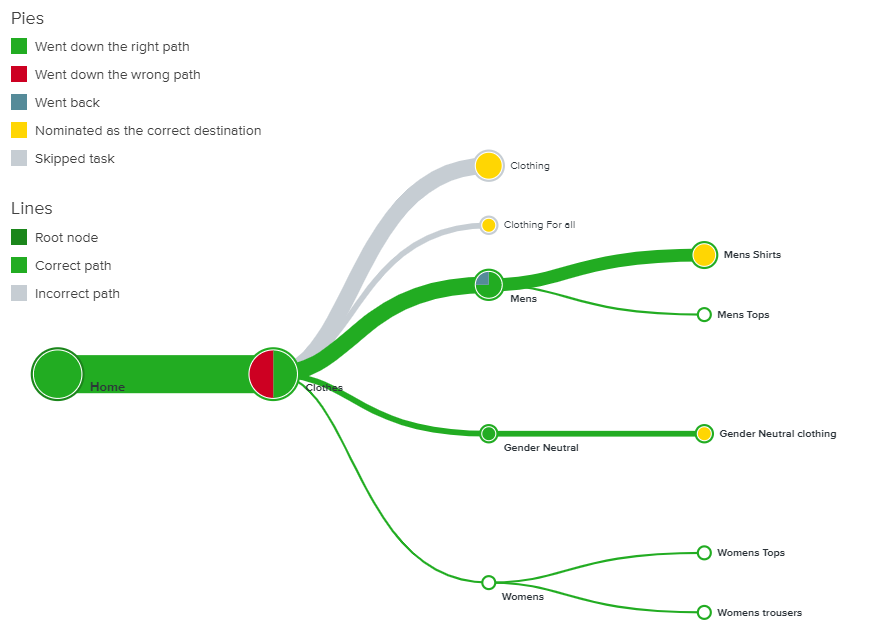 Pies
Went down the right path
Went down the wrong path
Went back
Nominated as the correct destination
Skipped task
Lines
Root node
Correct path
Incorrect path
Clothing
Clothing For all
Mens Shirts
Mens
Mens Tops
Home
Clothes
Gender Neutral clothing
Gender Neutral
Womens Tops
Womens
Womens trousers